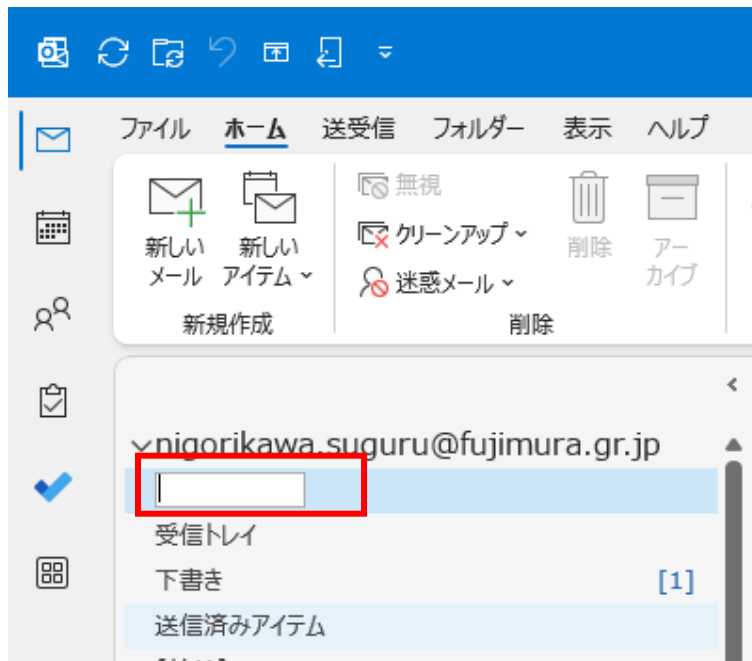 ファイル ホーム 送受信 フォルダー 表示 ヘルプ
新しい
メール
新しい
アイテム
無視
クリーンアップ
迷惑メール
削除
アー
カイブ
新規作成
削除
nigorikawa.suguru@fujimura.gr.jp
受信トレイ
下書き [1]
送信済みアイテム